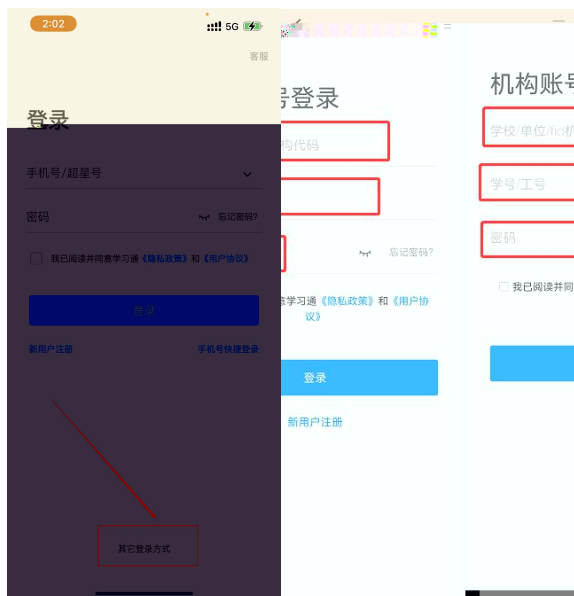 2:02
5G
客服
登录
手机号/超星号
密码
忘记密码?
我已阅读并同意学习通《隐私政策》和《用户协议》
登录
新用户注册
手机号快捷登录
其它登录方式
号登录
构代码
忘记密码?
意学习通《隐私政策》和《用户协
议》
登录
新用户注册
机构账号
学校/单位/fid/机
学号/工号
密码
我已阅读并同